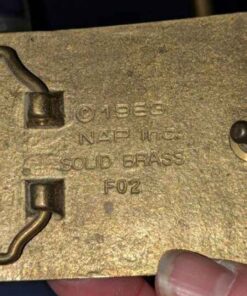 © 1983
NAP Inc.
SOLID BRASS
F02